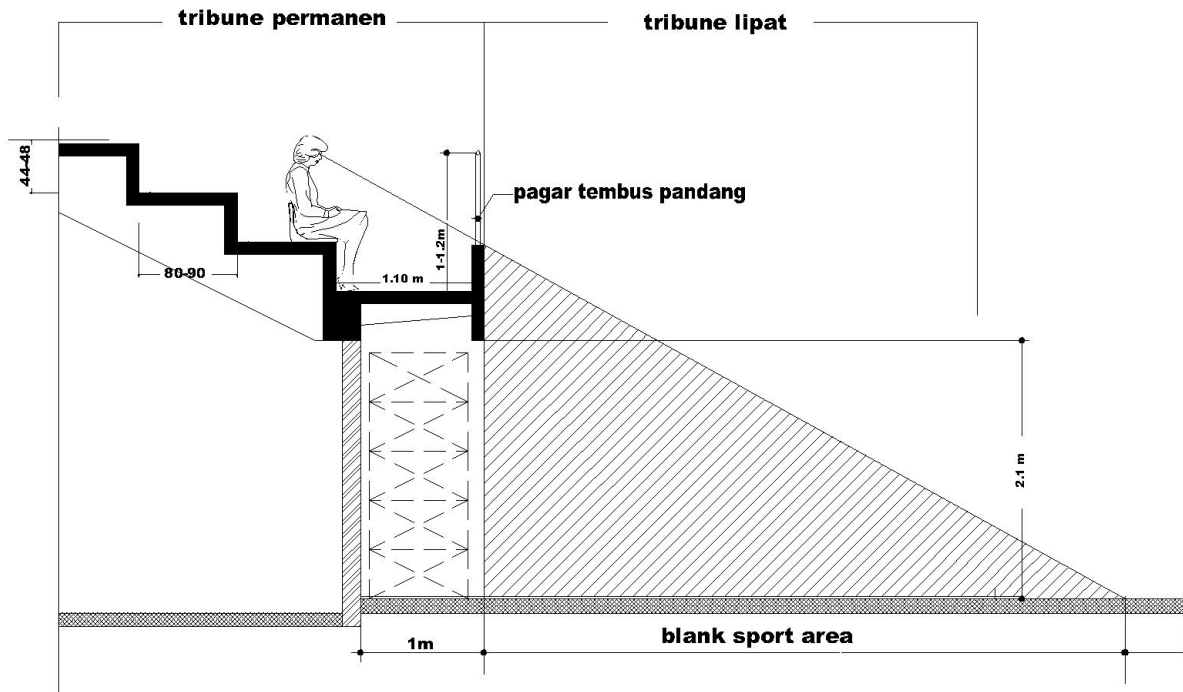 tribune permanen
tribune lipat
44-48
pagar tembus pandang
1-1.2m
80-90
1.10 m
2.1 m
1m
blank sport area